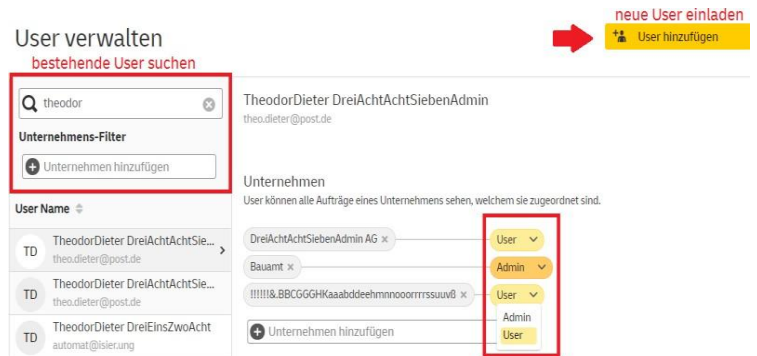 neue User einladen
User verwalten
User hinzufügen
bestehende User suchen
theodor
Unternehmens-Filter
Unternehmen hinzufügen
User Name
TD
TheodorDieter DreiAchtAchtSie...
theo.dieter@post.de
TD
TheodorDieter DreiAchtAchtSie...
theo.dieter@post.de
TD
TheodorDieter DreiEinsZwoAcht
automat@isier.ung
TheodorDieter DreiAchtAchtSiebenAdmin
theo.dieter@post.de
Unternehmen
User können alle Aufträge eines Unternehmens sehen, welchem sie zugeordnet sind.
DreiAchtAchtSiebenAdmin AG × User
Bauamt × Admin
!!!!!!&.BBCGGGHKaaabddeehmnnooorrrrssuuvß × User
Admin
User
Unternehmen hinzufügen